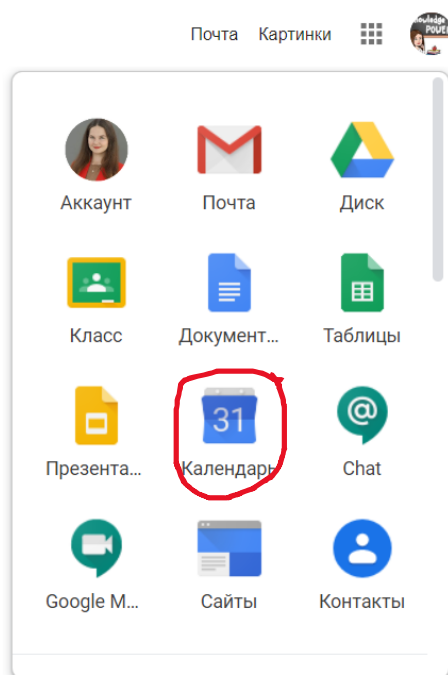 Почта Картинки
Аккаунт Почта Диск
Класс Документ... Таблицы
31 @
Презента... Календарь Chat
Google M... Сайты Контакты